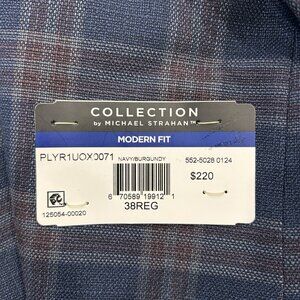 COLLECTION
by MICHAEL STRAHAN™
MODERN FIT
PLYR1UOX0071 NAVY/BURGUNDY 552-5028 0124
$220
6 70589 19912 1
38REG
125054-00020